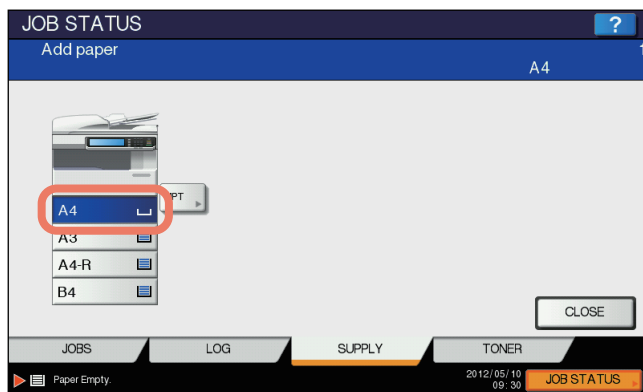 JOB STATUS
?
Add paper
1
A4
A4
A3
A4-R
B4
CLOSE
JOBS
LOG
SUPPLY
TONER
Paper Empty.
2012/05/10
09:30
JOB STATUS